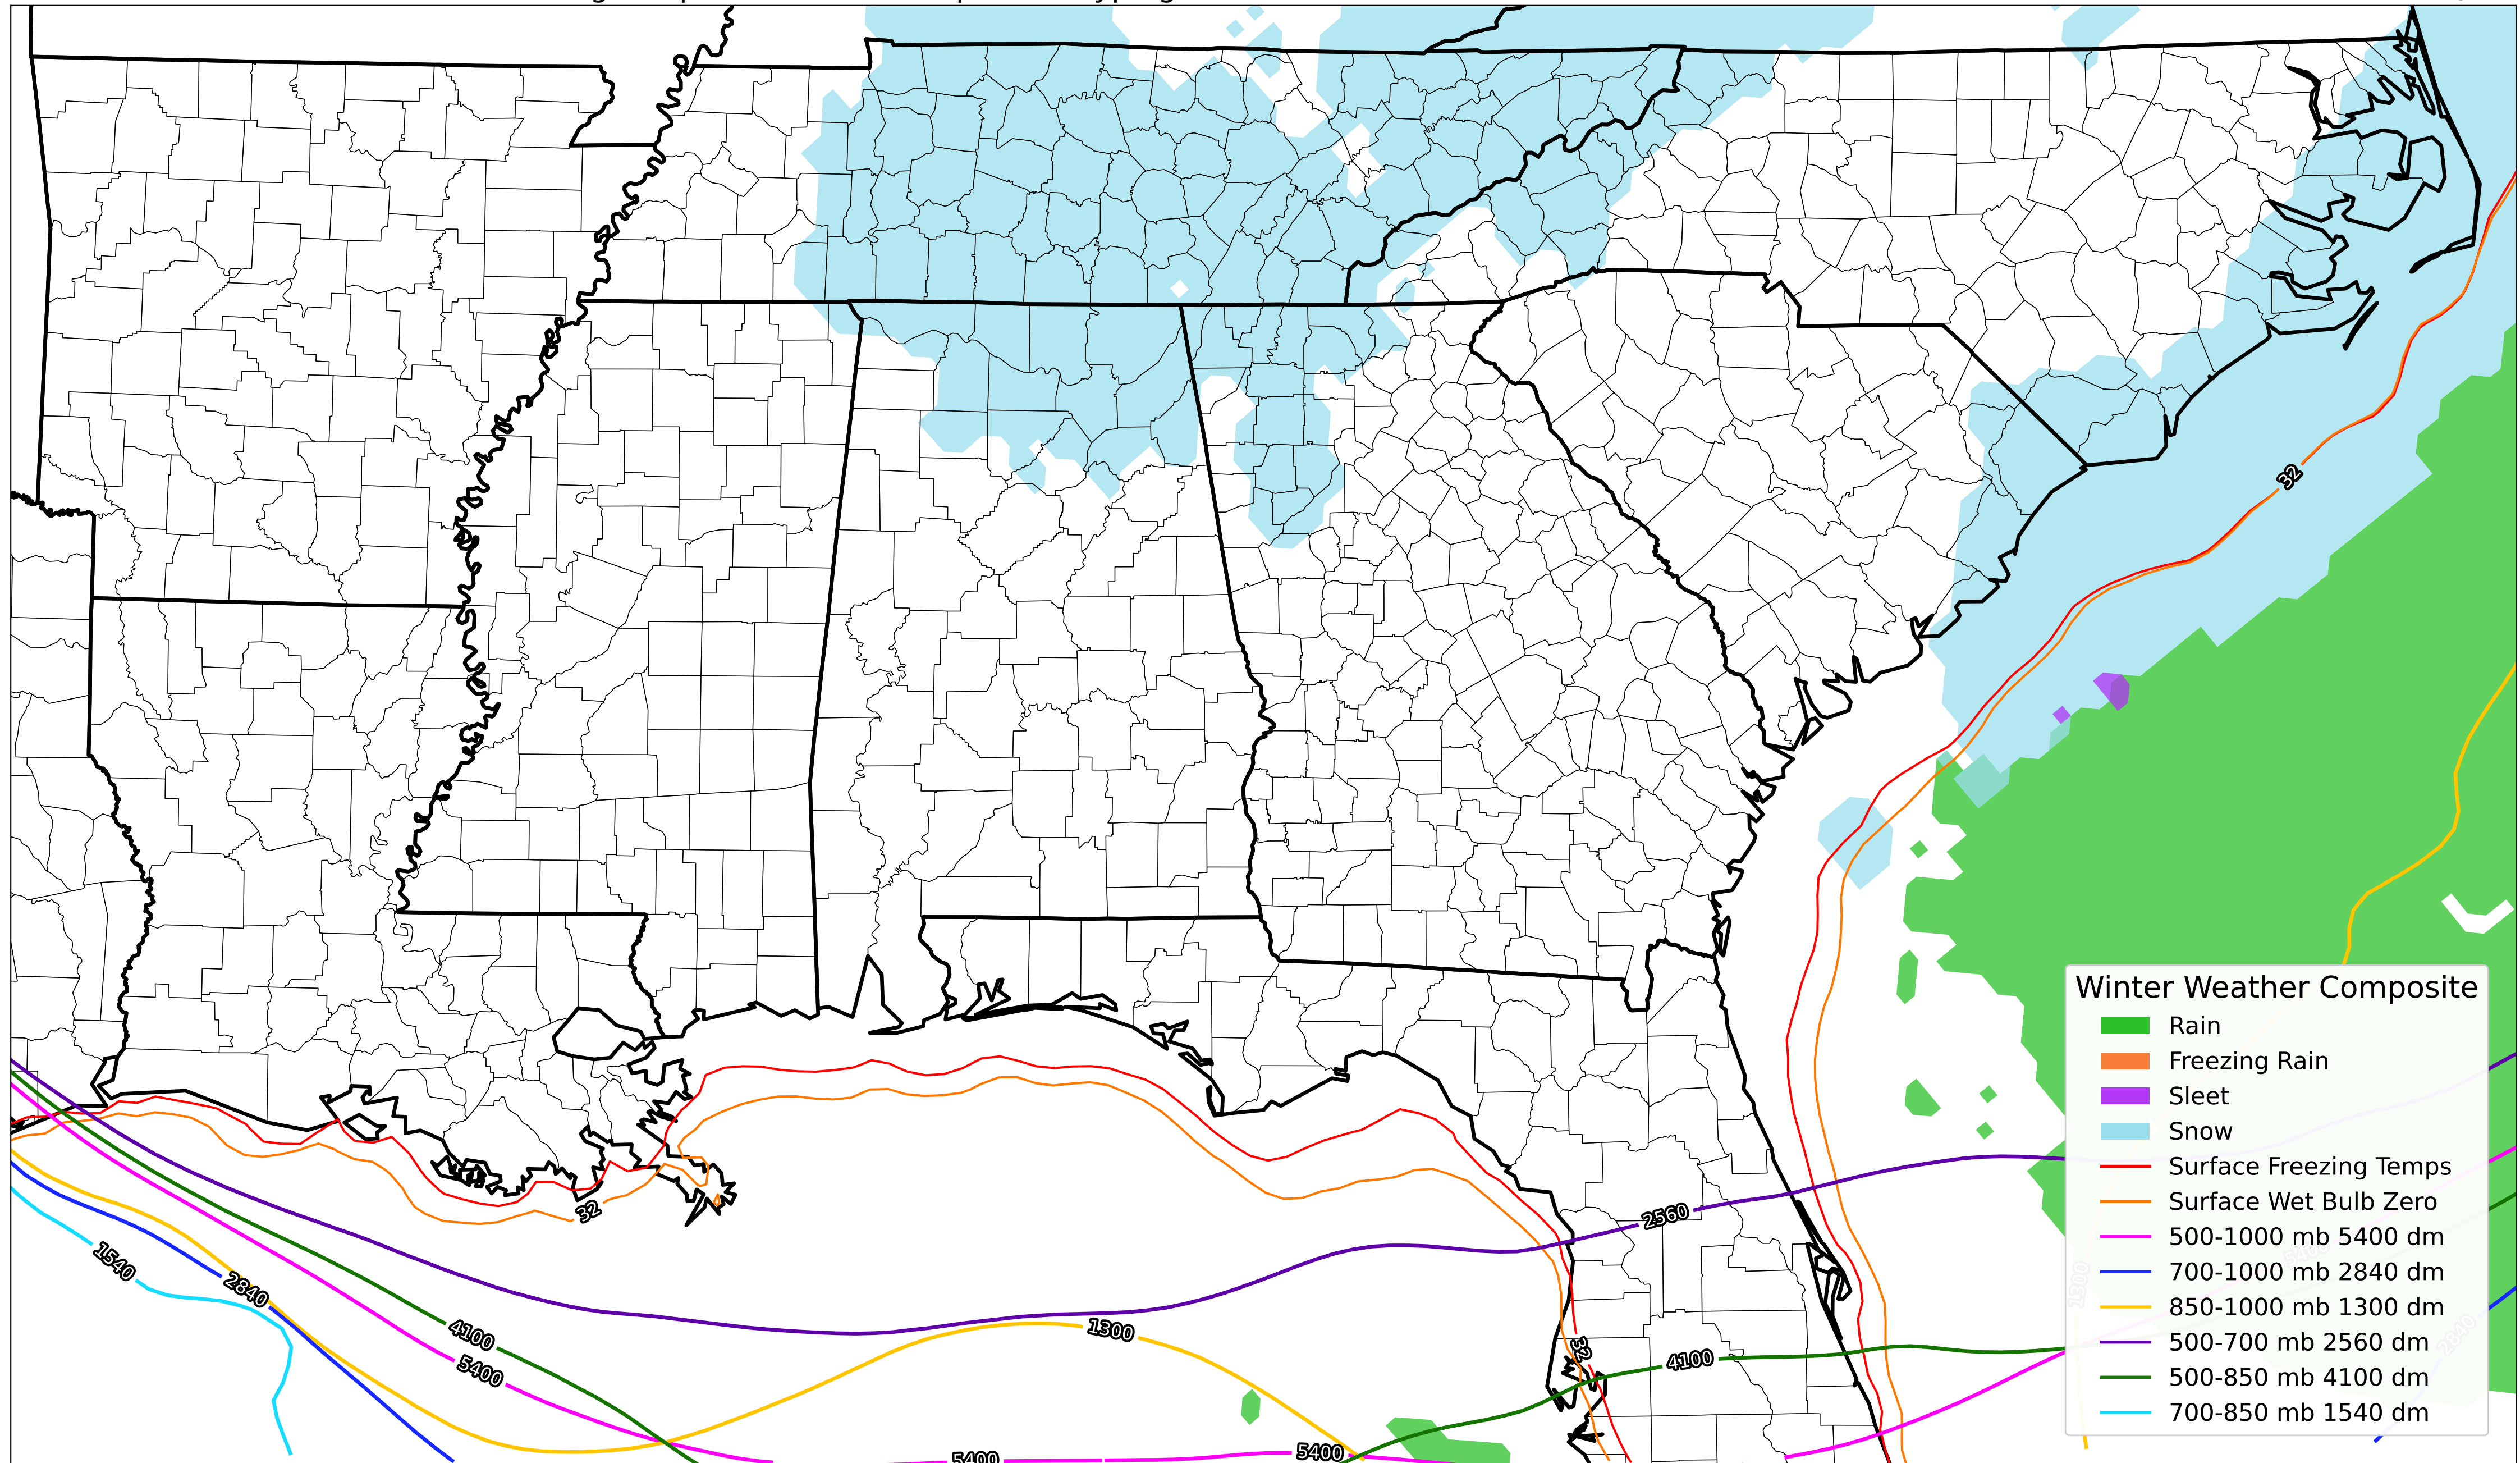 32
32
1540
2840
4100
5400
1300
2560
32
4100
5400
5400
Winter Weather Composite
Rain
Freezing Rain
Sleet
Snow
Surface Freezing Temps
Surface Wet Bulb Zero
500-1000 mb 5400 dm
700-1000 mb 2840 dm
850-1000 mb 1300 dm
500-700 mb 2560 dm
500-850 mb 4100 dm
700-850 mb 1540 dm
1300
2840